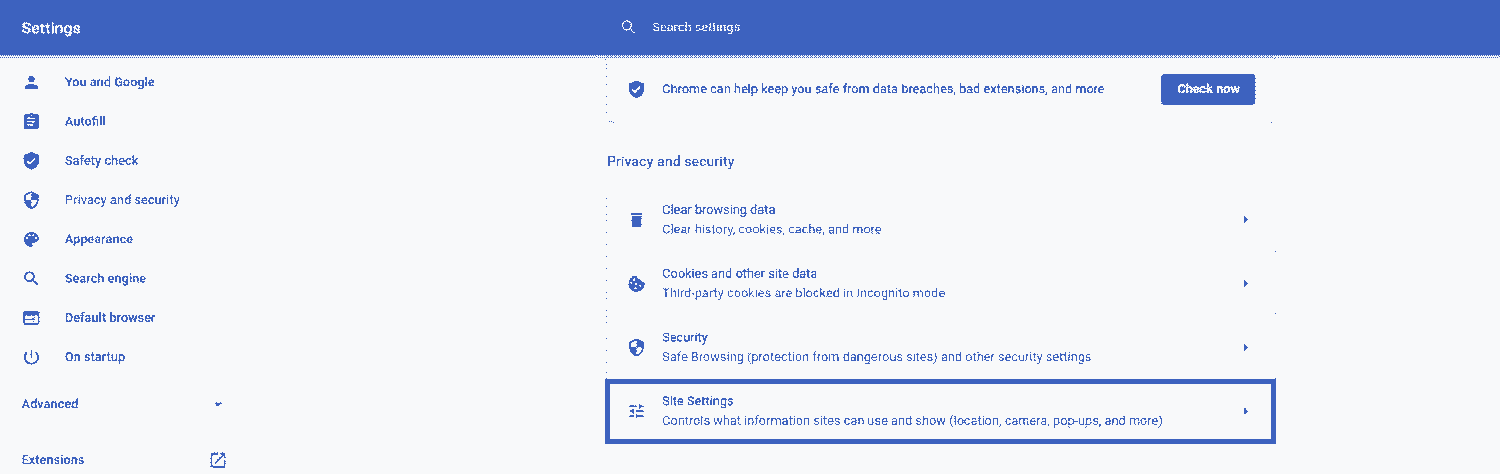 Settings
Search settings
You and Google
Autofill
Safety check
Privacy and security
Appearance
Search engine
Default browser
On startup
Advanced
Extensions
Chrome can help keep you safe from data breaches, bad extensions, and more
Check now
Privacy and security
Clear browsing data
Clear history, cookies, cache, and more
Cookies and other site data
Third-party cookies are blocked in Incognito mode
Security
Safe Browsing (protection from dangerous sites) and other security settings
Site Settings
Controls what information sites can use and show (location, camera, pop-ups, and more)